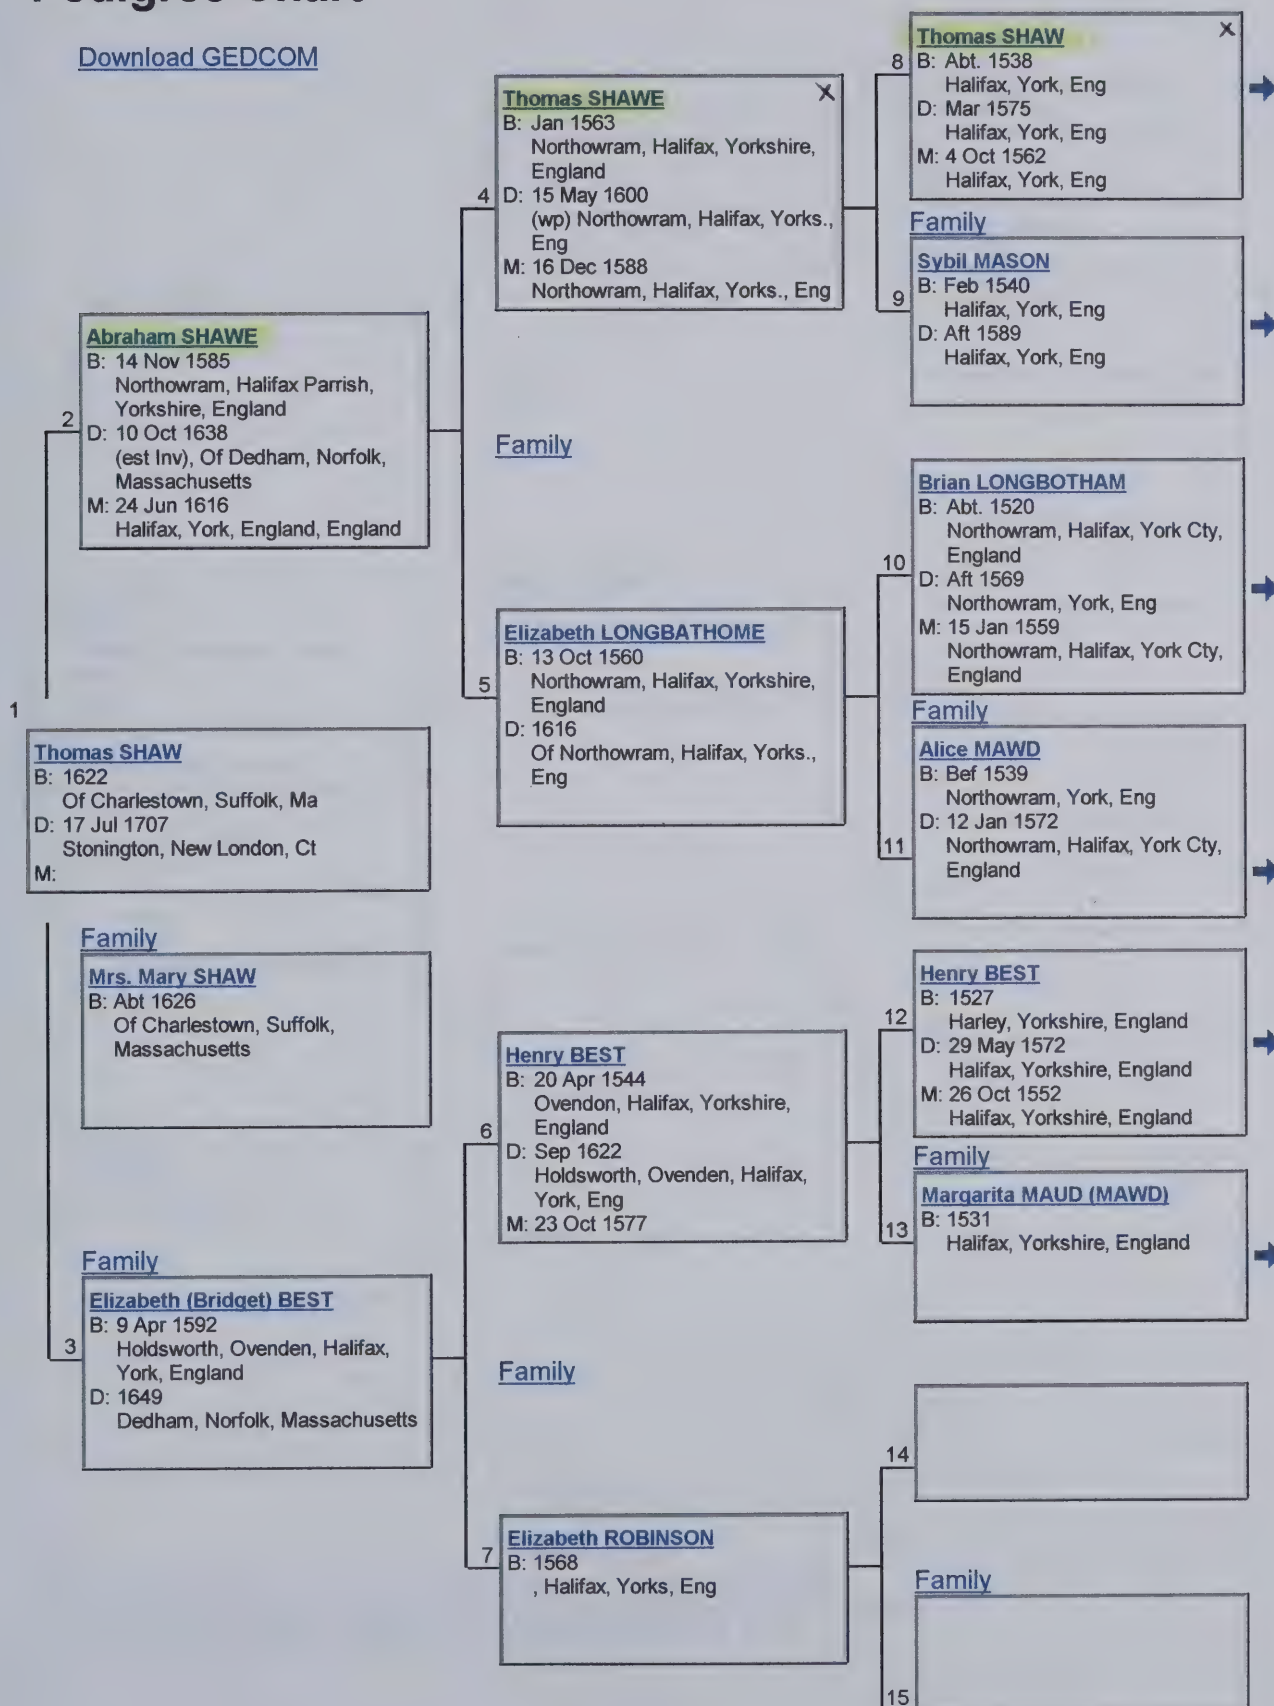 Download GEDCOM
1
Thomas SHAW
B: 1622
Of Charlestown, Suffolk, Ma
D: 17 Jul 1707
Stonington, New London, Ct
M:
Family
Mrs. Mary SHAW
B: Abt 1626
Of Charlestown, Suffolk,
Massachusetts
2
Abraham SHAWE
B: 14 Nov 1585
Northowram, Halifax Parrish,
Yorkshire, England
D: 10 Oct 1638
(est Inv), Of Dedham, Norfolk,
Massachusetts
M: 24 Jun 1616
Halifax, York, England, England
Family
3
Elizabeth (Bridget) BEST
B: 9 Apr 1592
Holdsworth, Ovenden, Halifax,
York, England
D: 1649
Dedham, Norfolk, Massachusetts
4
Thomas SHAWE X
B: Jan 1563
Northowram, Halifax, Yorkshire,
England
D: 15 May 1600
(wp) Northowram, Halifax, Yorks.,
Eng
M: 16 Dec 1588
Northowram, Halifax, Yorks., Eng
Family
5
Elizabeth LONGBATHOME
B: 13 Oct 1560
Northowram, Halifax, Yorkshire,
England
D: 1616
Of Northowram, Halifax, Yorks.,
Eng
6
Henry BEST
B: 20 Apr 1544
Ovendon, Halifax, Yorkshire,
England
D: Sep 1622
Holdsworth, Ovenden, Halifax,
York, Eng
M: 23 Oct 1577
Family
7
Elizabeth ROBINSON
B: 1568
, Halifax, Yorks, Eng
8
Thomas SHAW X
B: Abt. 1538
Halifax, York, Eng
D: Mar 1575
Halifax, York, Eng
M: 4 Oct 1562
Halifax, York, Eng
Family
9
Sybil MASON
B: Feb 1540
Halifax, York, Eng
D: Aft 1589
Halifax, York, Eng
10
Brian LONGBOTHAM
B: Abt. 1520
Northowram, Halifax, York Cty,
England
D: Aft 1569
Northowram, York, Eng
M: 15 Jan 1559
Northowram, Halifax, York Cty,
England
Family
11
Alice MAWD
B: Bef 1539
Northowram, York, Eng
D: 12 Jan 1572
Northowram, Halifax, York Cty,
England
12
Henry BEST
B: 1527
Harley, Yorkshire, England
D: 29 May 1572
Halifax, Yorkshire, England
M: 26 Oct 1552
Halifax, Yorkshire, England
Family
13
Margarita MAUD (MAWD)
B: 1531
Halifax, Yorkshire, England
14
Family
15